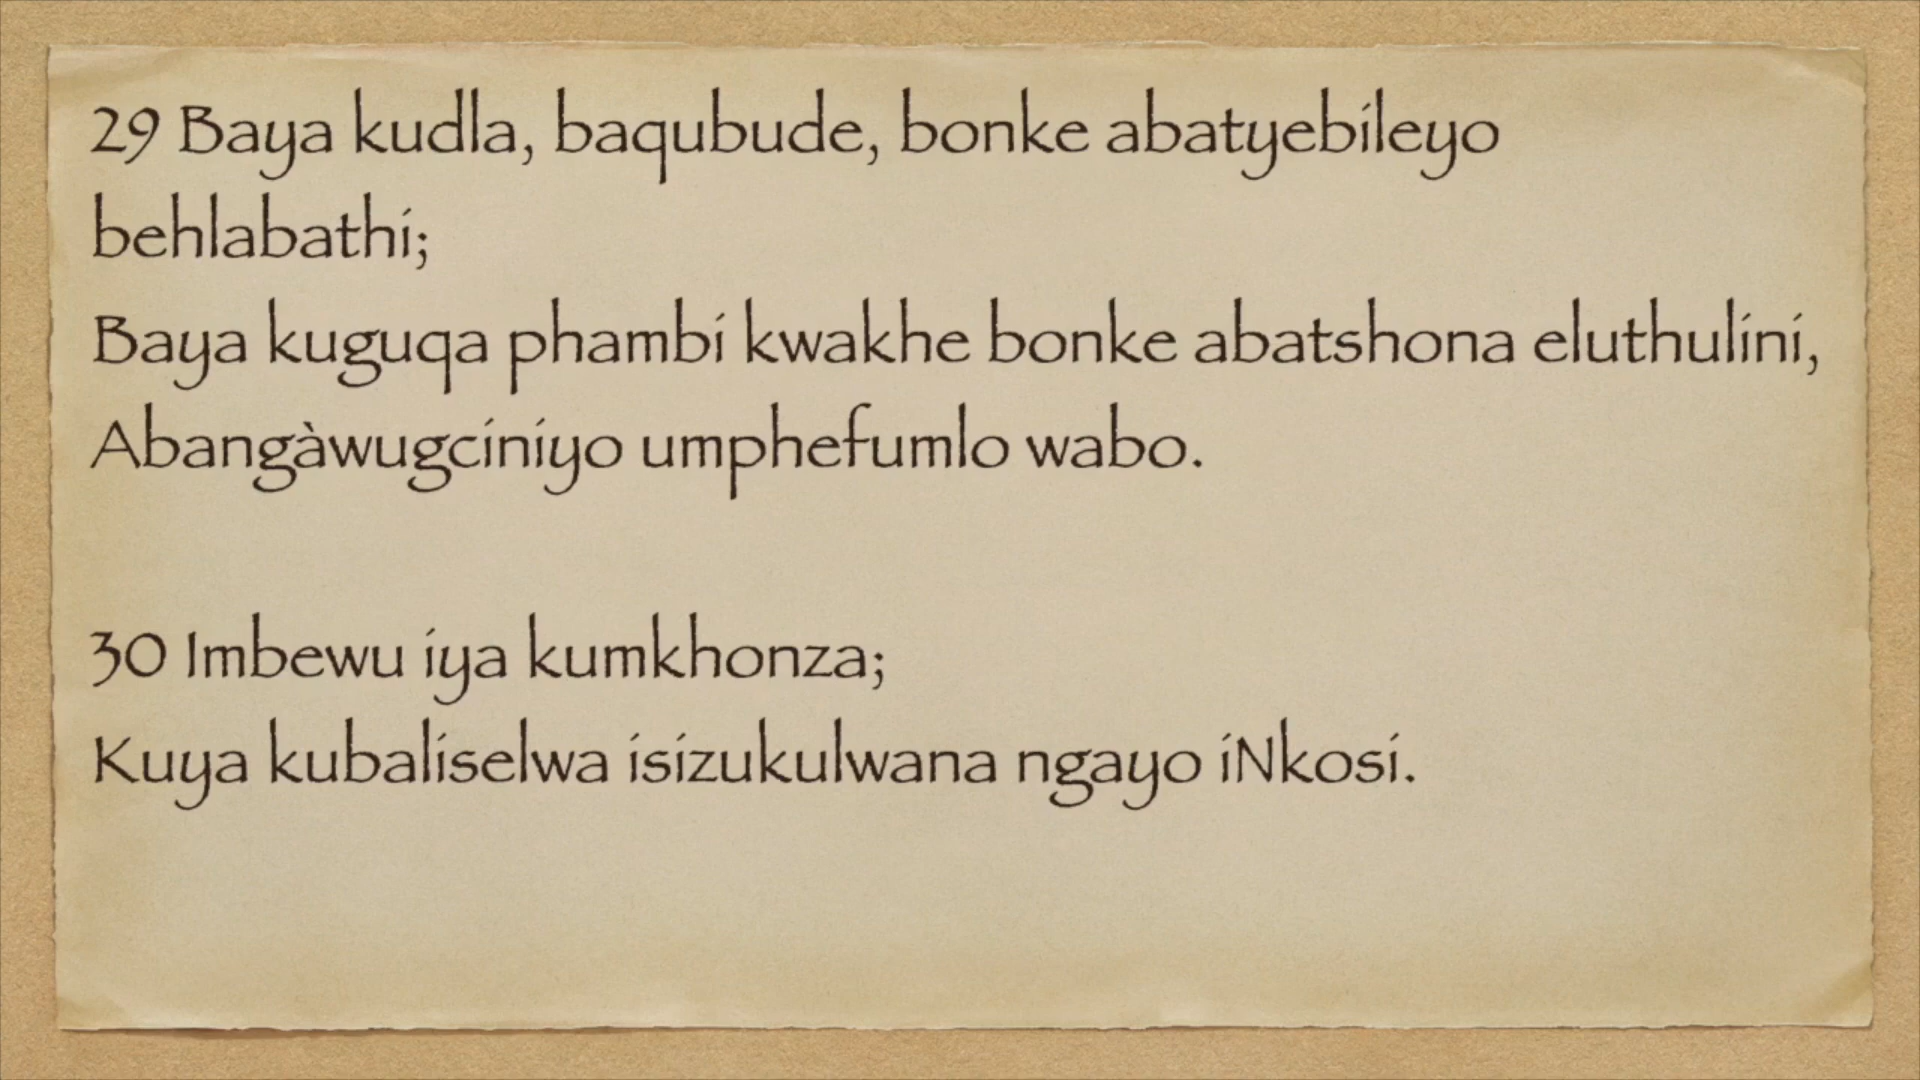 29 Baya kudla, baqubude, bonke abatyebileyo
behlabathi;
Baya kuguqa phambi kwakhe bonke abatshona eluthulini,
Abangàwugciniyo umphefumlo wabo.
30 Imbewu iya kumkhonza;
Kuya kubaliselwa isizukulwana ngayo iNkosi.